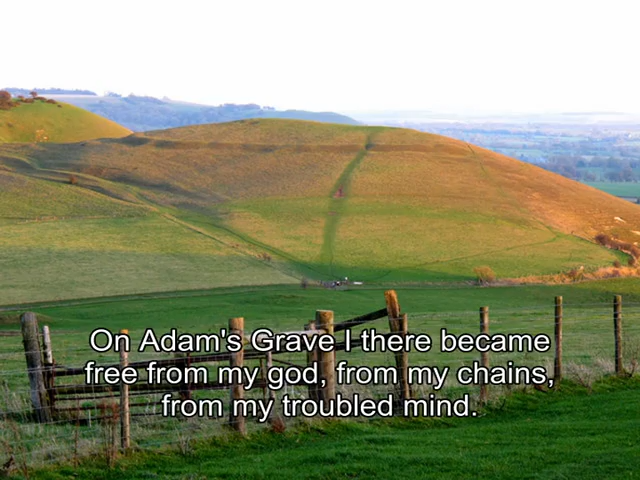 On Adam's Grave I there became
free from my god, from my chains,
from my troubled mind.